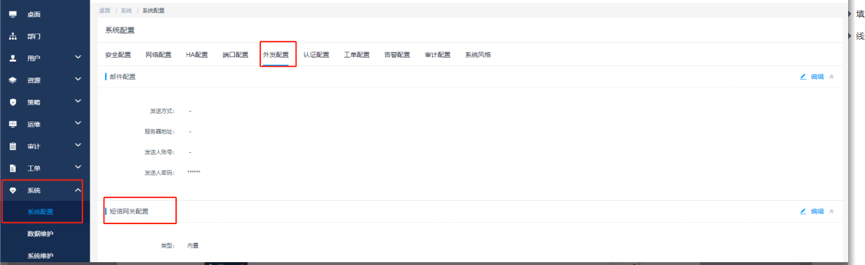 桌面
部门
用户
资源
策略
运维
审计
工单
系统
系统配置
数据维护
系统维护
桌面 / 系统 / 系统配置
系统配置
安全配置 网络配置 HA配置 端口配置 外发配置 认证配置 工单配置 告警配置 审计配置 系统风格
邮件配置 编辑
发送方式: -
服务器地址: -
发送人账号: -
发送人密码: ******
短信网关配置 编辑
类型: 内置
填
线